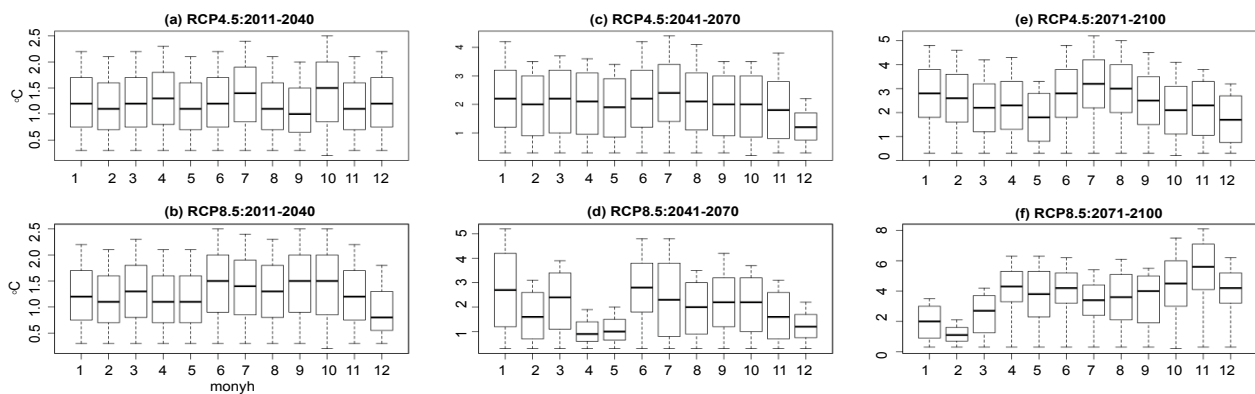 (a) RCP4.5:2011-2040
°C
2.5
2.0
1.5
1.0
0.5
1 2 3 4 5 6 7 8 9 10 11 12
(c) RCP4.5:2041-2070
4
3
2
1
1 2 3 4 5 6 7 8 9 10 11 12
(e) RCP4.5:2071-2100
5
4
3
2
1
0
1 2 3 4 5 6 7 8 9 10 11 12
(b) RCP8.5:2011-2040
°C
2.5
2.0
1.5
1.0
0.5
1 2 3 4 5 6 7 8 9 10 11 12
monyh
(d) RCP8.5:2041-2070
5
4
3
2
1
1 2 3 4 5 6 7 8 9 10 11 12
(f) RCP8.5:2071-2100
8
6
4
2
0
1 2 3 4 5 6 7 8 9 10 11 12